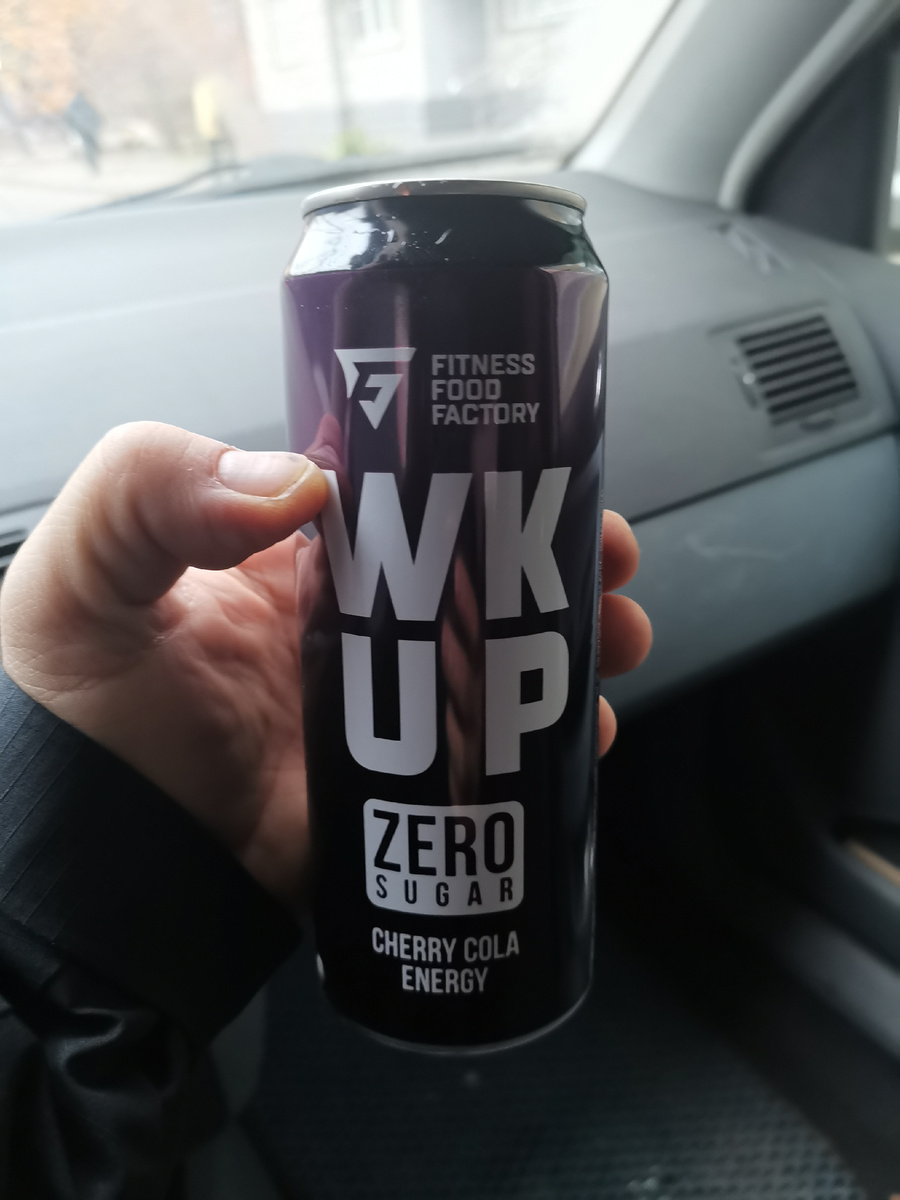 FITNESS
FOOD
FACTORY
WK
UP
ZERO
SUGAR
CHERRY COLA
ENERGY